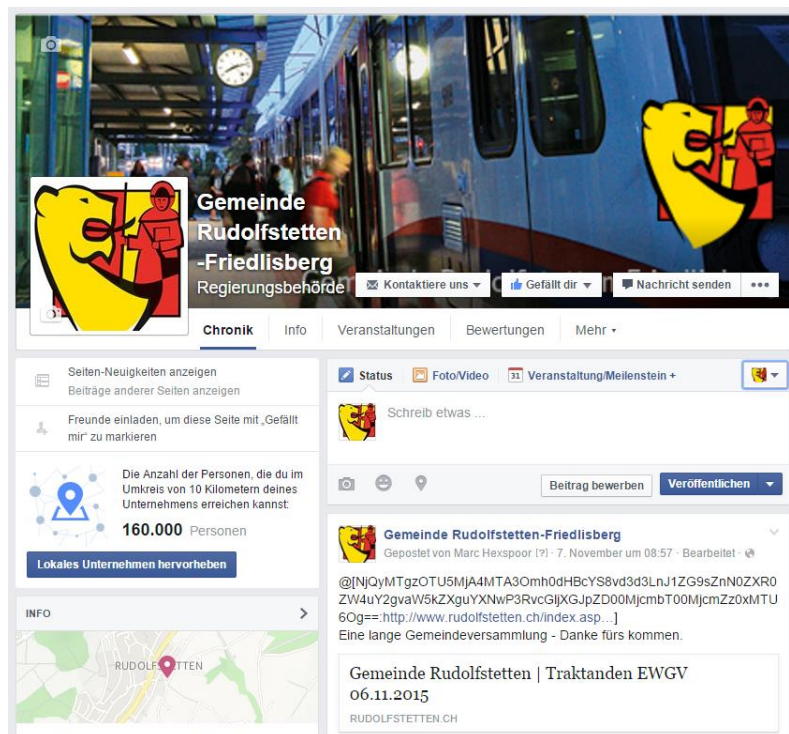 Gemeinde
Rudolfstetten
-Friedlisberg
Regierungsbehörde
Kontaktiere uns
Gefällt dir
Nachricht senden
Chronik
Info
Veranstaltungen
Bewertungen
Mehr
Seiten-Neuigkeiten anzeigen
Beiträge anderer Seiten anzeigen
Freunde einladen, um diese Seite mit „Gefällt
mir“ zu markieren
Die Anzahl der Personen, die du im
Umkreis von 10 Kilometern deines
Unternehmens erreichen kannst:
160.000 Personen
Lokales Unternehmen hervorheben
INFO
RUDOLFSTETTEN
Status
Foto/Video
31
Veranstaltung/Meilenstein +
Schreib etwas ...
Beitrag bewerben
Veröffentlichen
Gemeinde Rudolfstetten-Friedlisberg
Gepostet von Marc Hexspoor [?] · 7. November um 08:57 · Bearbeitet ·
@[NjQyMTgzOTU5MjA4MTA3Omh0dHBcYS8vd3d3LnJ1ZG9sZnN0ZXR0
ZW4uY2gvaW5kZXguYXNwP3RvcGljXGJpZD00MjcmbT00MjcmZz0xMTU
6Og==:http://www.rudolfstetten.ch/index.asp...]
Eine lange Gemeindeversammlung - Danke fürs kommen.
Gemeinde Rudolfstetten | Traktanden EWGV
06.11.2015
RUDOLFSTETTEN.CH